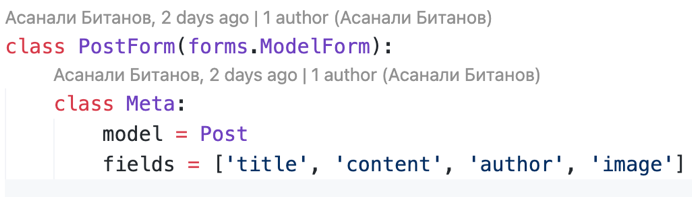 Асанали Битанов, 2 days ago | 1 author (Асанали Битанов)
class PostForm(forms.ModelForm):
Асанали Битанов, 2 days ago | 1 author (Асанали Битанов)
class Meta:
model = Post
fields = ['title', 'content', 'author', 'image']